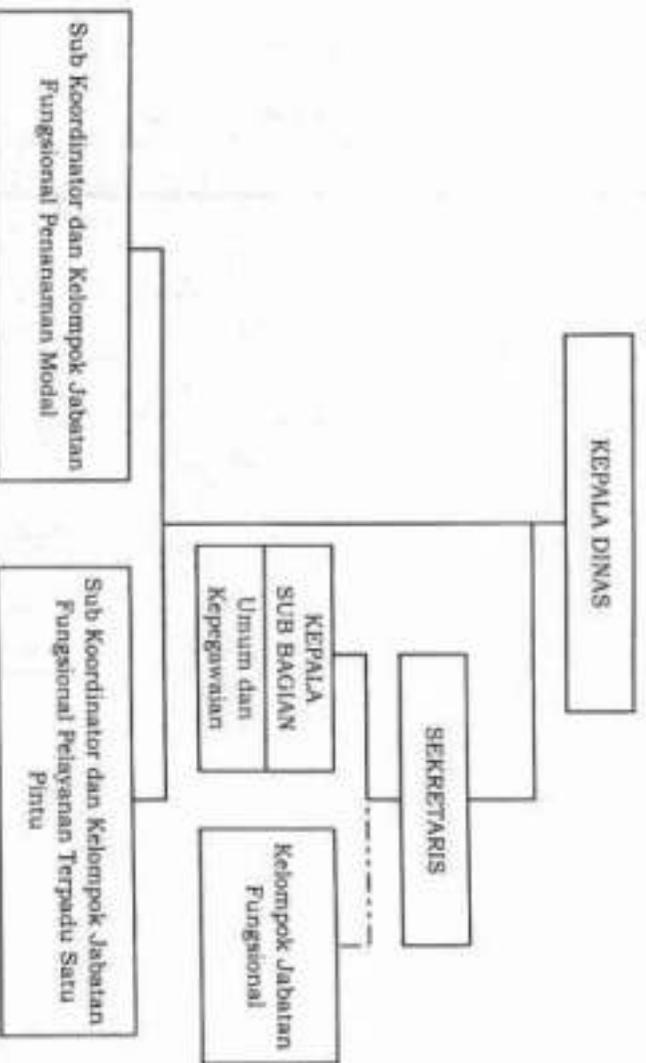 KEPALA DINAS
SEKRETARIS
KEPALA
SUB BAGIAN
Umum dan
Kepegawaian
Kelompok Jabatan
Fungsional
Sub Koordinator dan Kelompok Jabatan
Fungsional Penanaman Modal
Sub Koordinator dan Kelompok Jabatan
Fungsional Pelayanan Terpadu Satu
Pintu